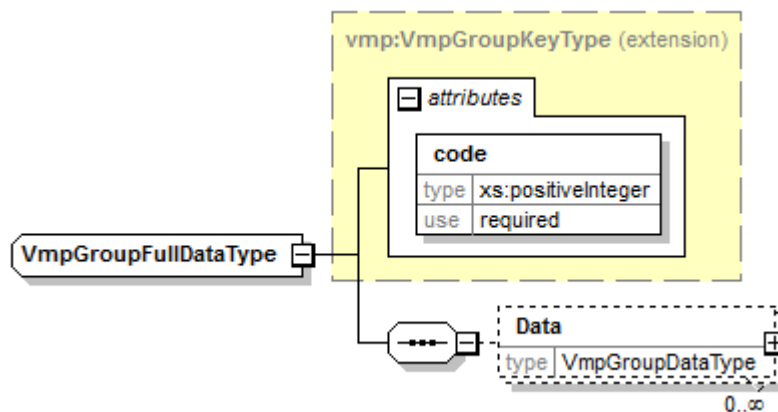 vmp:VmpGroupKeyType (extension)
attributes
code
type xs:positiveInteger
use required
VmpGroupFullDataType
Data
type VmpGroupDataType
0..∞